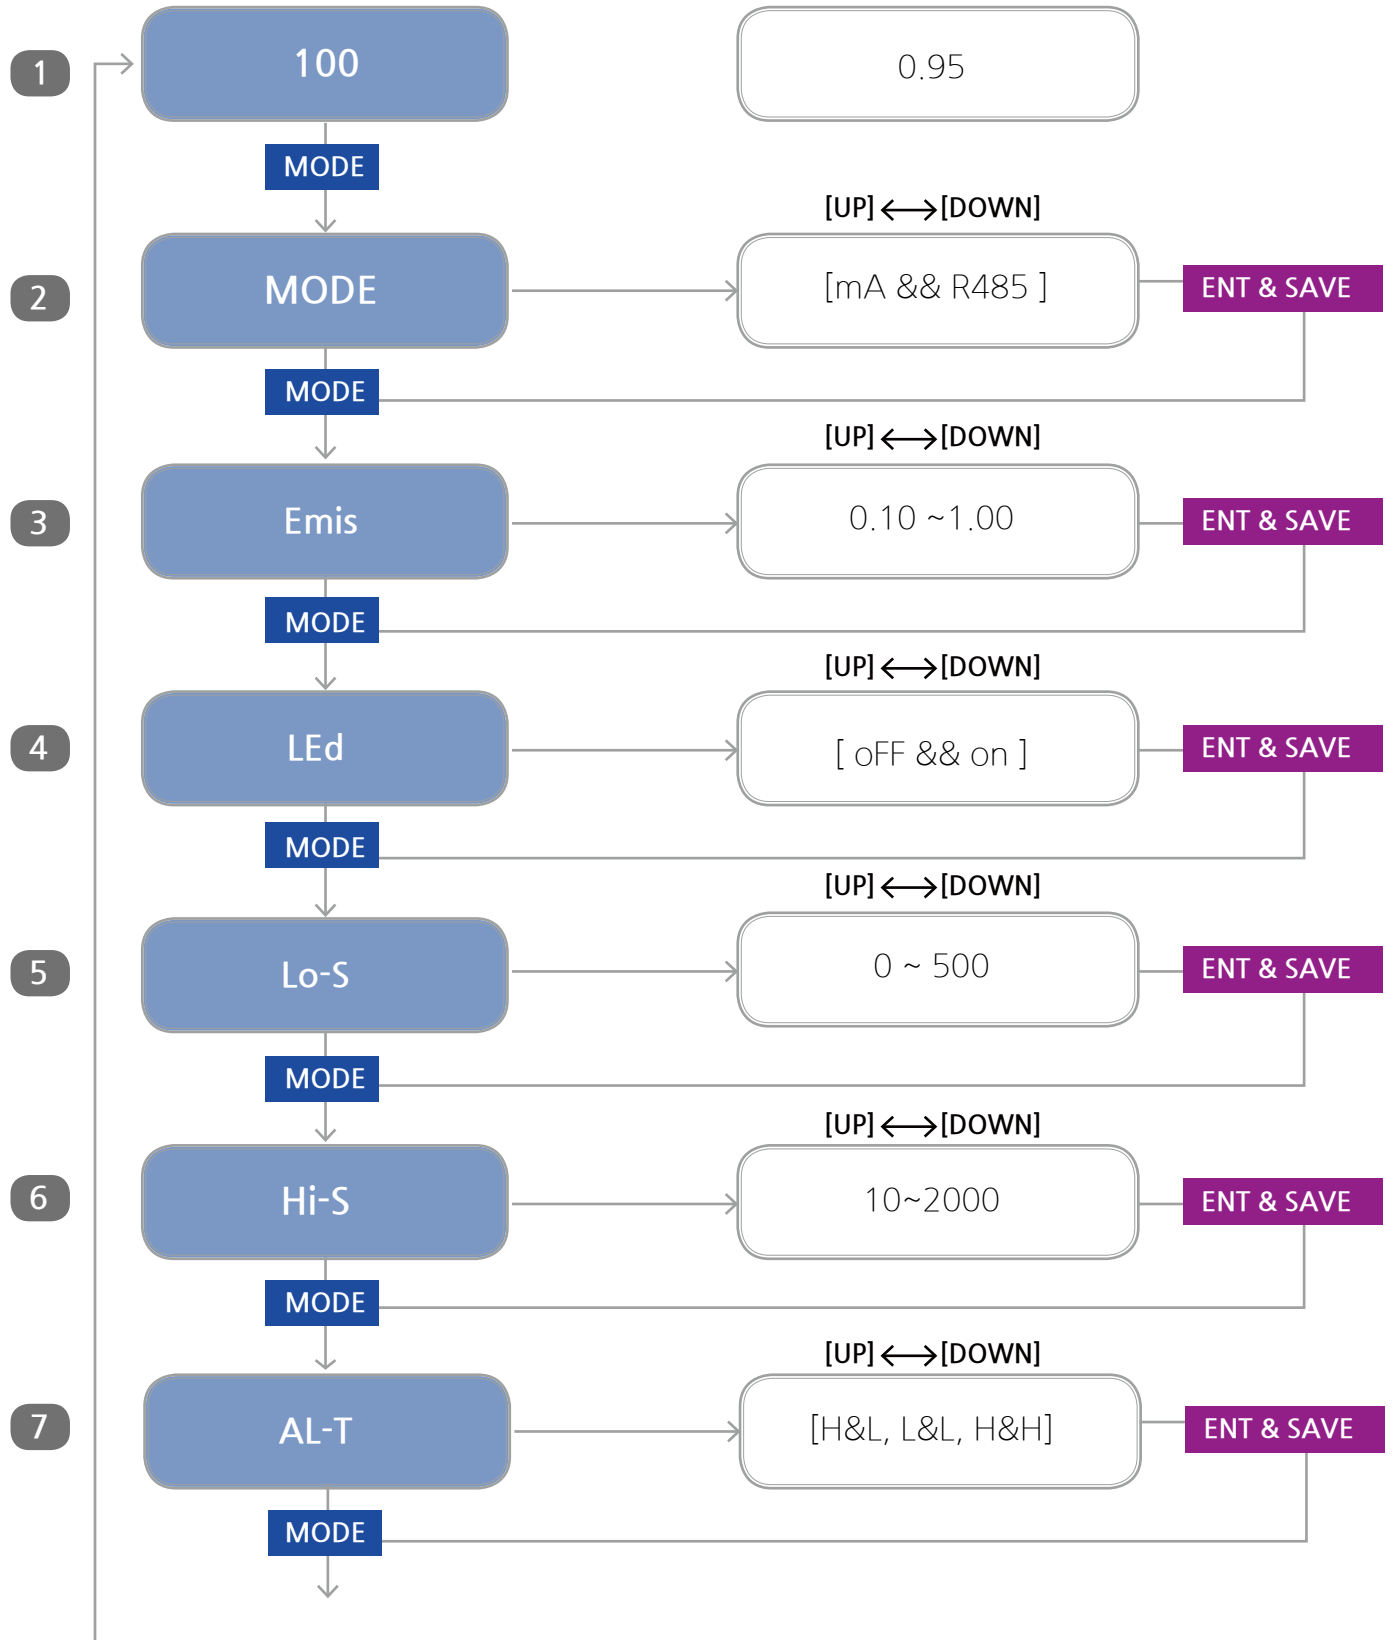 1
100
0.95
MODE
[UP] [DOWN]
2
MODE
[mA && R485 ]
ENT & SAVE
MODE
[UP] [DOWN]
3
Emis
0.10 ~1.00
ENT & SAVE
MODE
[UP] [DOWN]
4
LEd
[ oFF && on ]
ENT & SAVE
MODE
[UP] [DOWN]
5
Lo-S
0 ~ 500
ENT & SAVE
MODE
[UP] [DOWN]
6
Hi-S
10~2000
ENT & SAVE
MODE
[UP] [DOWN]
7
AL-T
[H&L, L&L, H&H]
ENT & SAVE
MODE